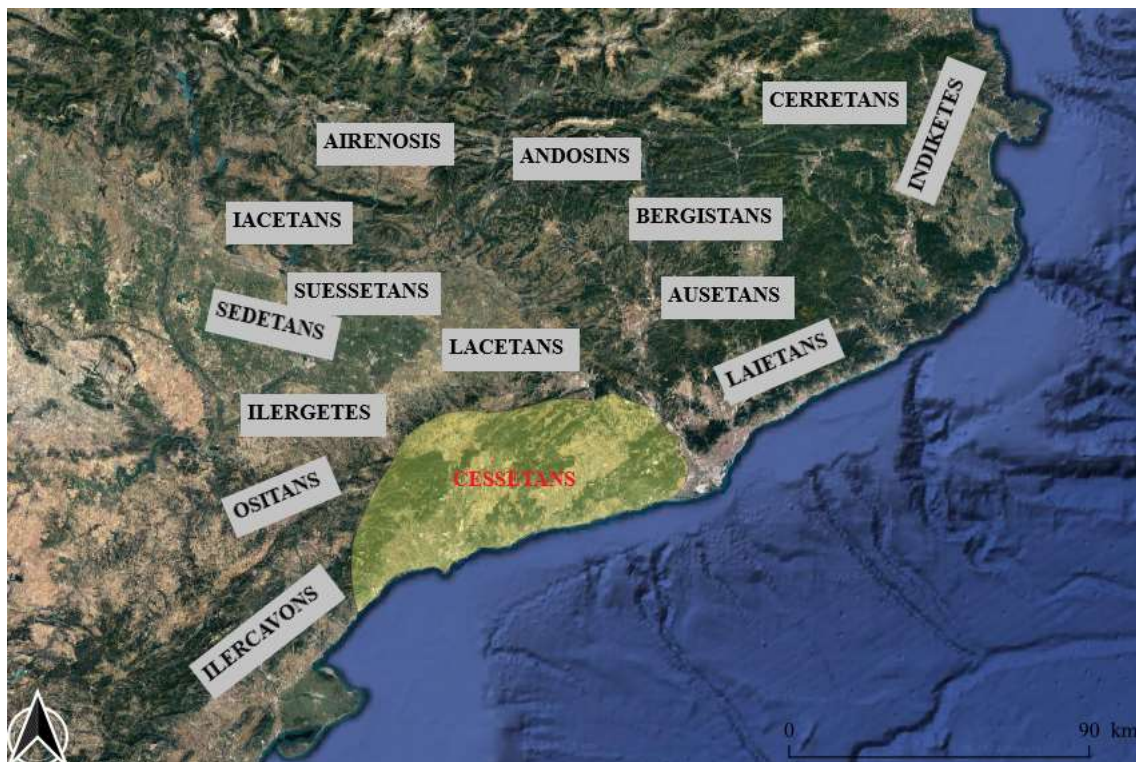 CERRETANS
INDIKETES
AIRENOSIS
ANDOSINS
IACETANS
BERGISTANS
SUESSETANS
AUSETANS
SEDETANS
LACETANS
LAIETANS
ILERGETES
CESSETANS
OSITANS
ILERCAVONS
0 90 km